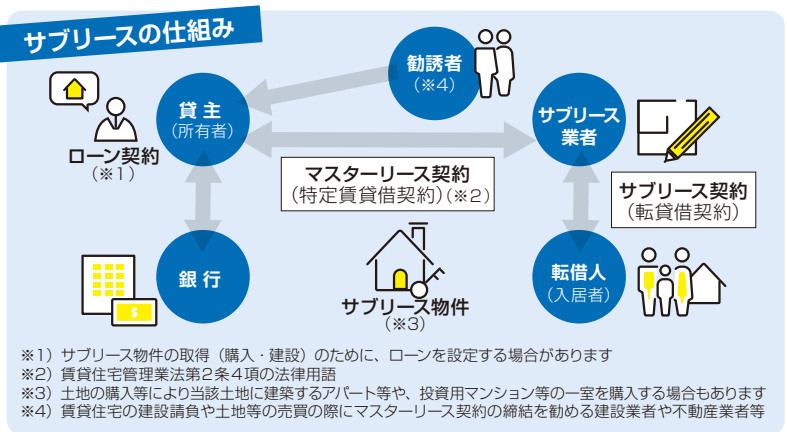 サブリースの仕組み
勧誘者
(※4)
貸主
(所有者)
サブリース
業者
ローン契約
(※1)
マスターリース契約
(特定賃貸借契約)(※2)
サブリース契約
(転貸借契約)
銀行
$
サブリース物件
(※3)
転借人
(入居者)
※1）サブリース物件の取得（購入・建設）のために、ローンを設定する場合があります
※2）賃貸住宅管理業法第2条4項の法律用語
※3）土地の購入等により当該土地に建築するアパート等や、投資用マンション等の一室を購入する場合もあります
※4）賃貸住宅の建設請負や土地等の売買の際にマスターリース契約の締結を勧める建設業者や不動産業者等